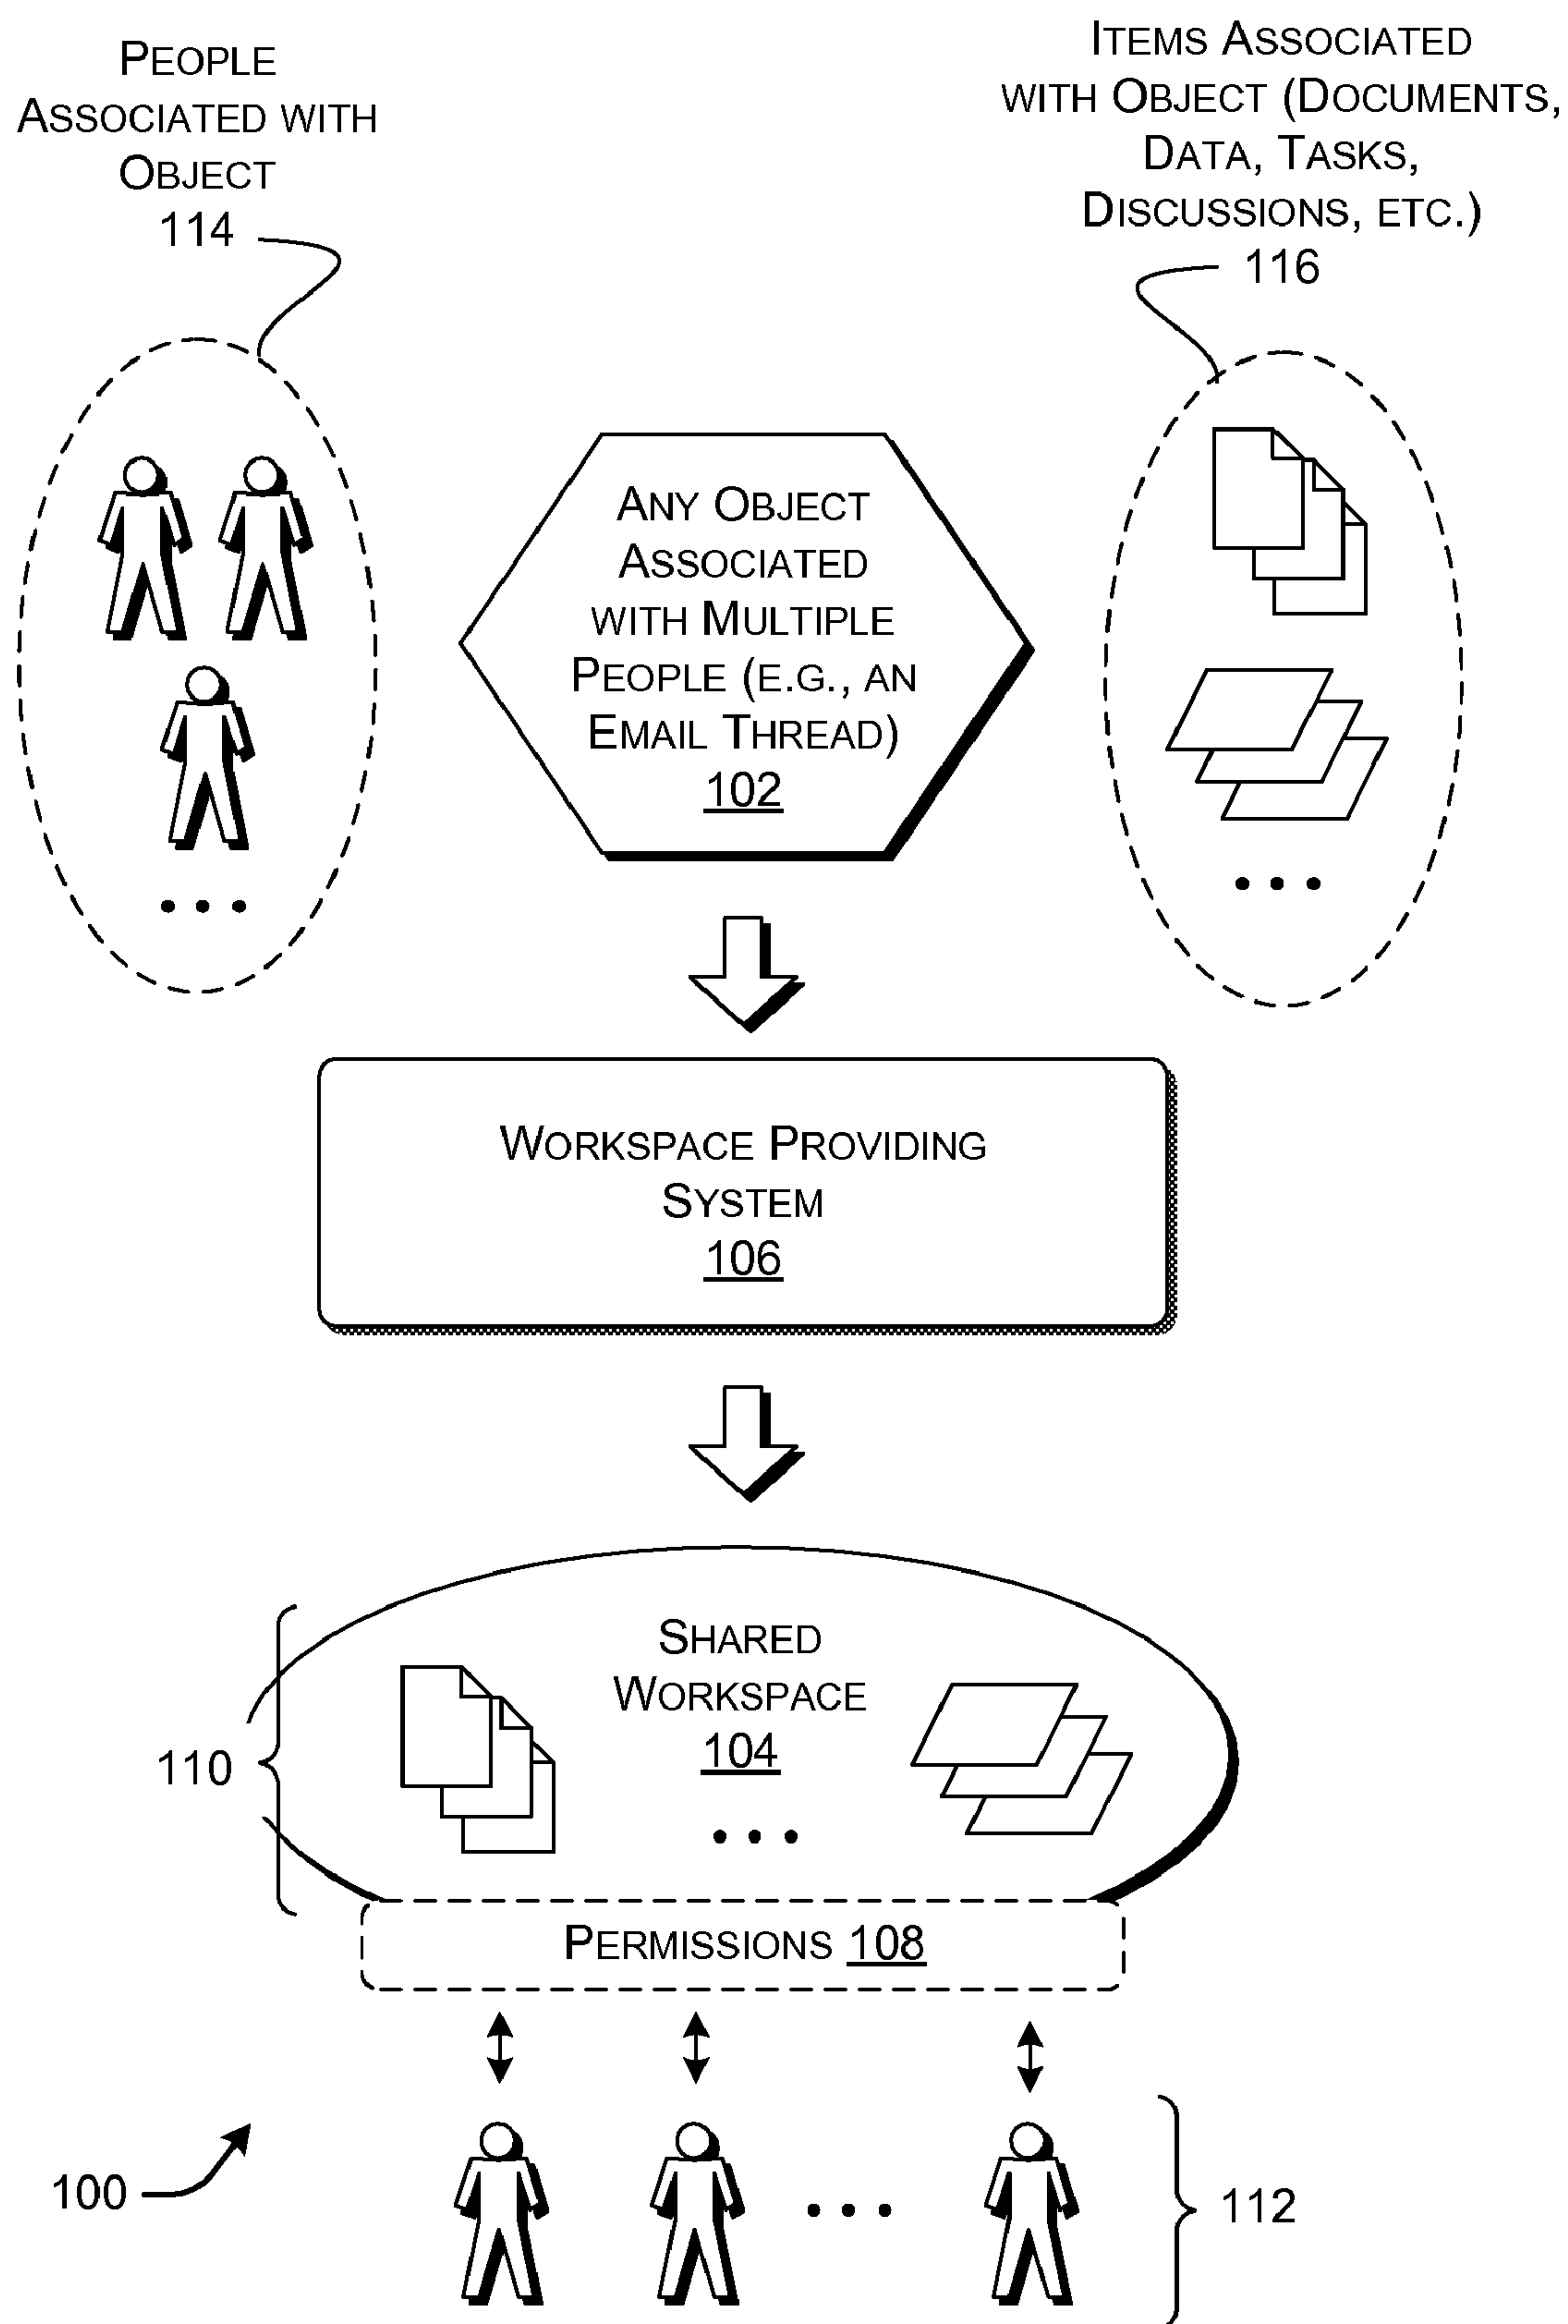 PEOPLE
ASSOCIATED WITH
OBJECT
114
ITEMS ASSOCIATED
WITH OBJECT (DOCUMENTS,
DATA, TASKS,
DISCUSSIONS, ETC.)
116
ANY OBJECT
ASSOCIATED
WITH MULTIPLE
PEOPLE (E.G., AN
EMAIL THREAD)
102
WORKSPACE PROVIDING
SYSTEM
106
SHARED
WORKSPACE
104
110
PERMISSIONS 108
100
112